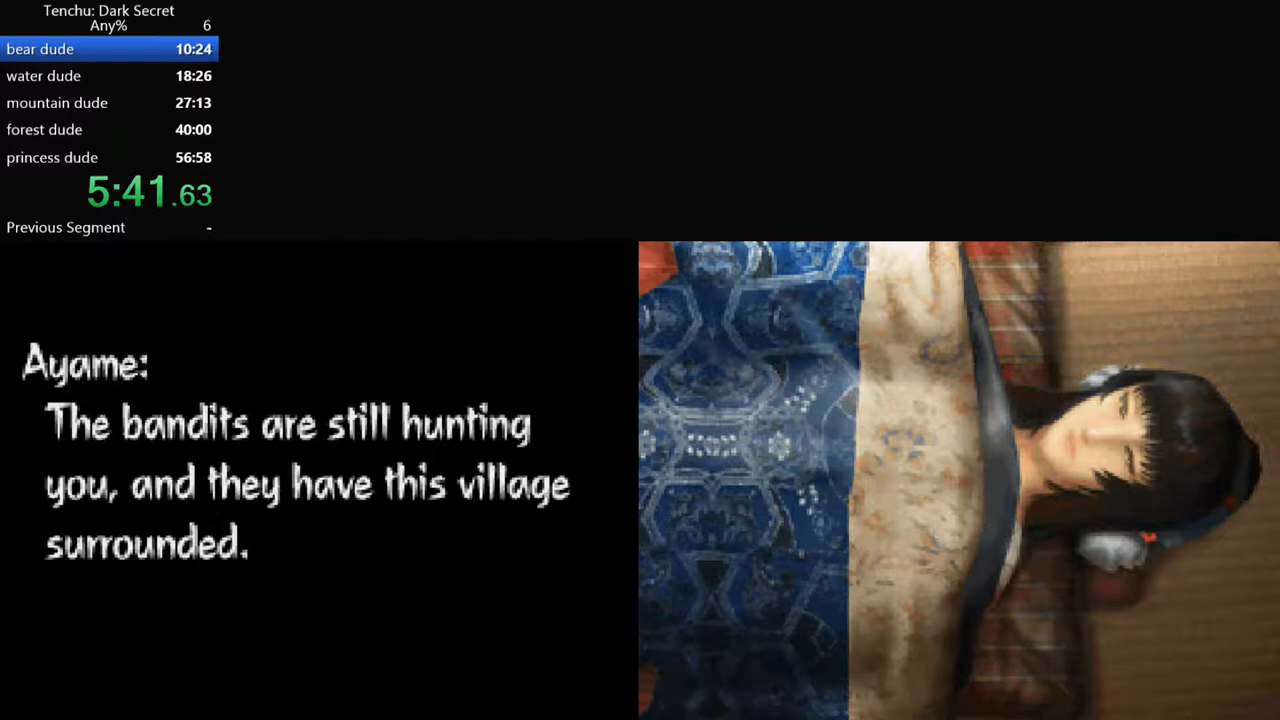 Tenchu: Dark Secret
Any% 6
bear dude 10:24
water dude 18:26
mountain dude 27:13
forest dude 40:00
princess dude 56:58
5:41.63
Previous Segment -
Ayame:
The bandits are still hunting
you, and they have this village
surrounded.